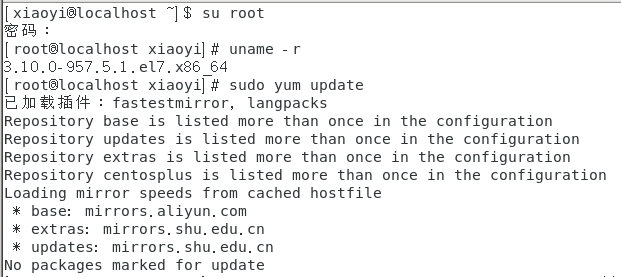 [xiaoyi@localhost ~]$ su root
密码：
[root@localhost xiaoyi]# uname -r
3.10.0-957.5.1.el7.x86_64
[root@localhost xiaoyi]# sudo yum update
已加载插件：fastestmirror, langpacks
Repository base is listed more than once in the configuration
Repository updates is listed more than once in the configuration
Repository extras is listed more than once in the configuration
Repository centosplus is listed more than once in the configuration
Loading mirror speeds from cached hostfile
 * base: mirrors.aliyun.com
 * extras: mirrors.shu.edu.cn
 * updates: mirrors.shu.edu.cn
No packages marked for update